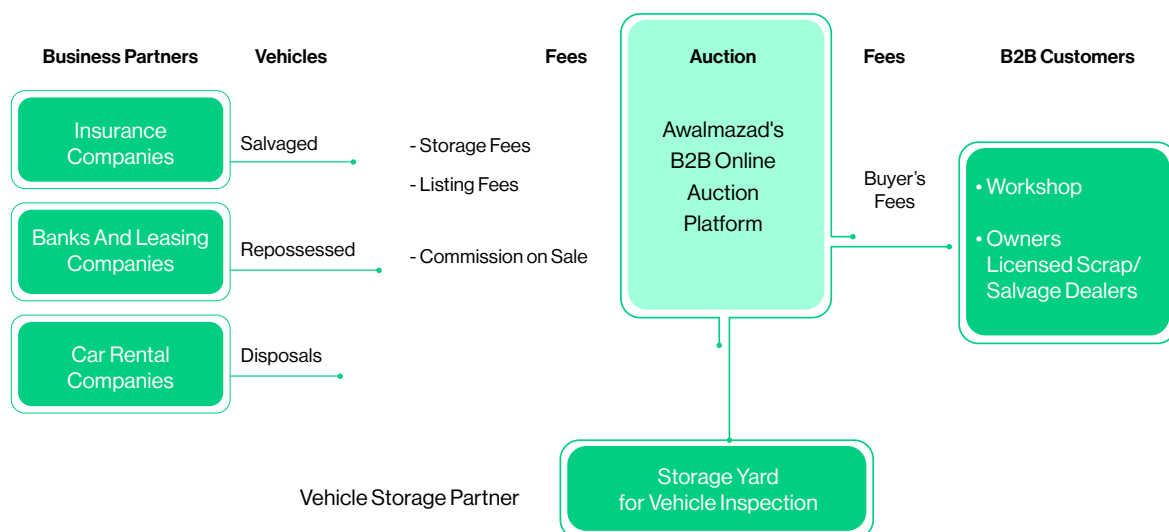 Business Partners
Vehicles
Fees
Auction
Fees
B2B Customers
Insurance
Companies
Salvaged
- Storage Fees
- Listing Fees
Banks And Leasing
Companies
Repossessed
- Commission on Sale
Car Rental
Companies
Disposals
Awalmazad's
B2B Online
Auction
Platform
Buyer’s
Fees
• Workshop
• Owners
Licensed Scrap/
Salvage Dealers
Vehicle Storage Partner
Storage Yard
for Vehicle Inspection